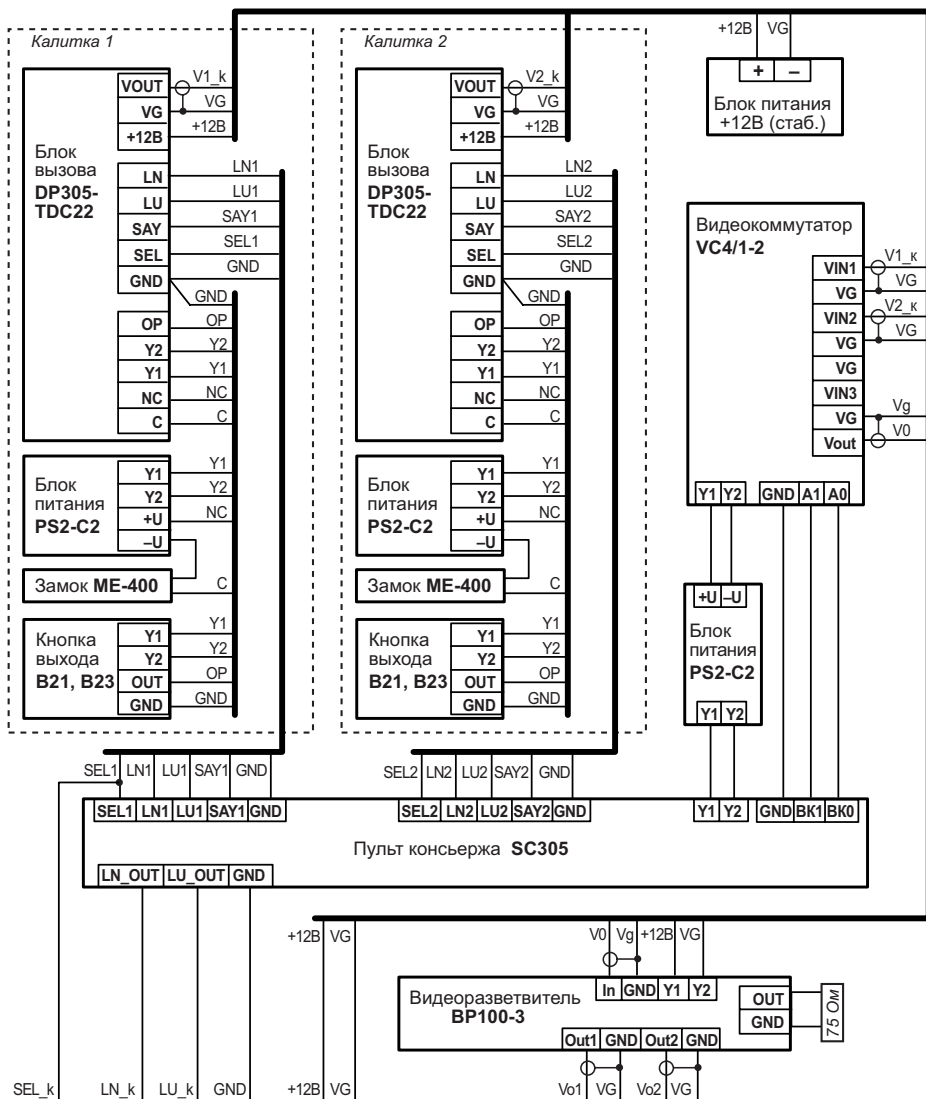 Калитка 1
VOUT
VG
+12В
V1_k
VG
+12В
Блок
вызова
DP305-
TDC22
LN
LU
SAY
SEL
GND
LN1
LU1
SAY1
SEL1
GND
GND
OP
Y2
Y1
NC
C
OP
Y2
Y1
NC
C
Блок
питания
PS2-C2
Y1
Y2
+U
–U
Y1
Y2
NC
Замок ME-400
C
Кнопка
выхода
B21, B23
Y1
Y2
OUT
GND
Y1
Y2
OP
GND
Калитка 2
VOUT
VG
+12В
V2_k
VG
+12В
Блок
вызова
DP305-
TDC22
LN
LU
SAY
SEL
GND
LN2
LU2
SAY2
SEL2
GND
GND
OP
Y2
Y1
NC
C
OP
Y2
Y1
NC
C
Блок
питания
PS2-C2
Y1
Y2
+U
–U
Y1
Y2
NC
Замок ME-400
C
Кнопка
выхода
B21, B23
Y1
Y2
OUT
GND
Y1
Y2
OP
GND
+12В VG
+ –
Блок питания
+12В (стаб.)
Видеокоммутатор
VC4/1-2
VIN1
VG
VIN2
VG
VG
VIN3
VG
Vout
V1_к
VG
V2_к
VG
Vg
V0
Y1 Y2 GND A1 A0
+U –U
Блок
питания
PS2-C2
Y1 Y2
SEL1 LN1 LU1 SAY1 GND
SEL2 LN2 LU2 SAY2 GND
SEL1 LN1 LU1 SAY1 GND
SEL2 LN2 LU2 SAY2 GND
Y1 Y2 GND ВК1 ВК0
Пульт консьержа SC305
LN_OUT LU_OUT GND
+12В VG
V0 Vg +12В VG
In GND Y1 Y2
Видеоразветвитель
BP100-3
OUT
GND
75 Ом
Out1 GND Out2 GND
SEL_k LN_k LU_k GND +12В VG Vo1 VG Vo2 VG